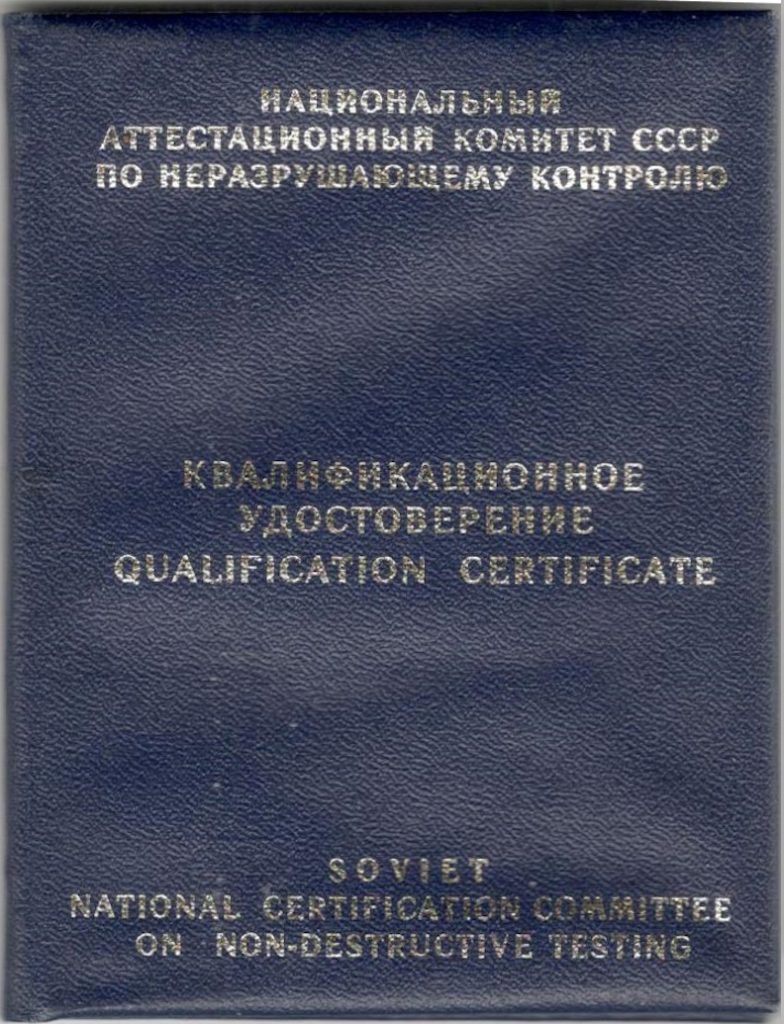 НАЦИОНАЛЬНЫЙ
АТТЕСТАЦИОННЫЙ КОМИТЕТ СССР
ПО НЕРАЗРУШАЮЩЕМУ КОНТРОЛЮ
КВАЛИФИКАЦИОННОЕ
УДОСТОВЕРЕНИЕ
QUALIFICATION CERTIFICATE
SOVIET
NATIONAL CERTIFICATION COMMITTEE
ON NON-DESTRUCTIVE TESTING